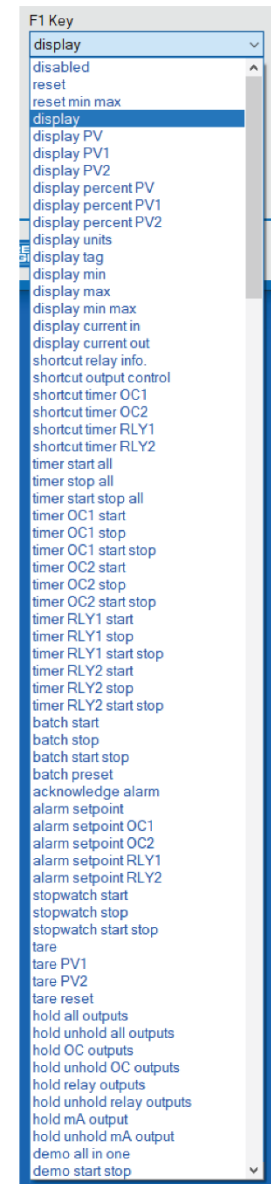 F1 Key
display
disabled
reset
reset min max
display
display PV
display PV1
display PV2
display percent PV
display percent PV1
display percent PV2
display units
display tag
display min
display max
display min max
display current in
display current out
shortcut relay info.
shortcut output control
shortcut timer OC1
shortcut timer OC2
shortcut timer RLY1
shortcut timer RLY2
timer start all
timer stop all
timer start stop all
timer OC1 start
timer OC1 stop
timer OC1 start stop
timer OC2 start
timer OC2 stop
timer OC2 start stop
timer RLY1 start
timer RLY1 stop
timer RLY1 start stop
timer RLY2 start
timer RLY2 stop
timer RLY2 start stop
batch start
batch stop
batch start stop
batch preset
acknowledge alarm
alarm setpoint
alarm setpoint OC1
alarm setpoint OC2
alarm setpoint RLY1
alarm setpoint RLY2
stopwatch start
stopwatch stop
stopwatch start stop
tare
tare PV1
tare PV2
tare reset
hold all outputs
hold unhold all outputs
hold OC outputs
hold unhold OC outputs
hold relay outputs
hold unhold relay outputs
hold mA output
hold unhold mA output
demo all in one
demo start stop